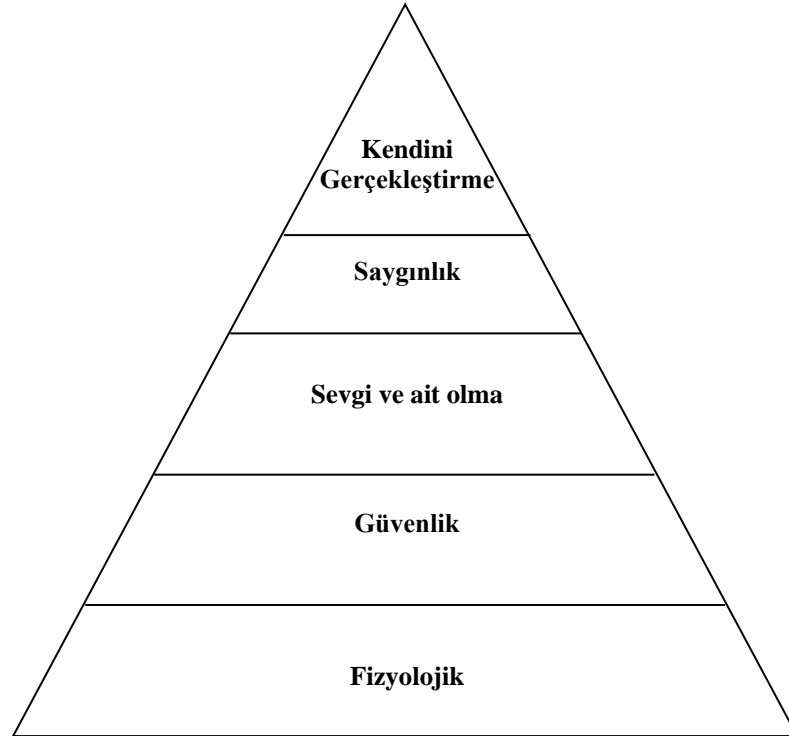 Kendini
Gerçekleştirme
Saygınlık
Sevgi ve ait olma
Güvenlik
Fizyolojik